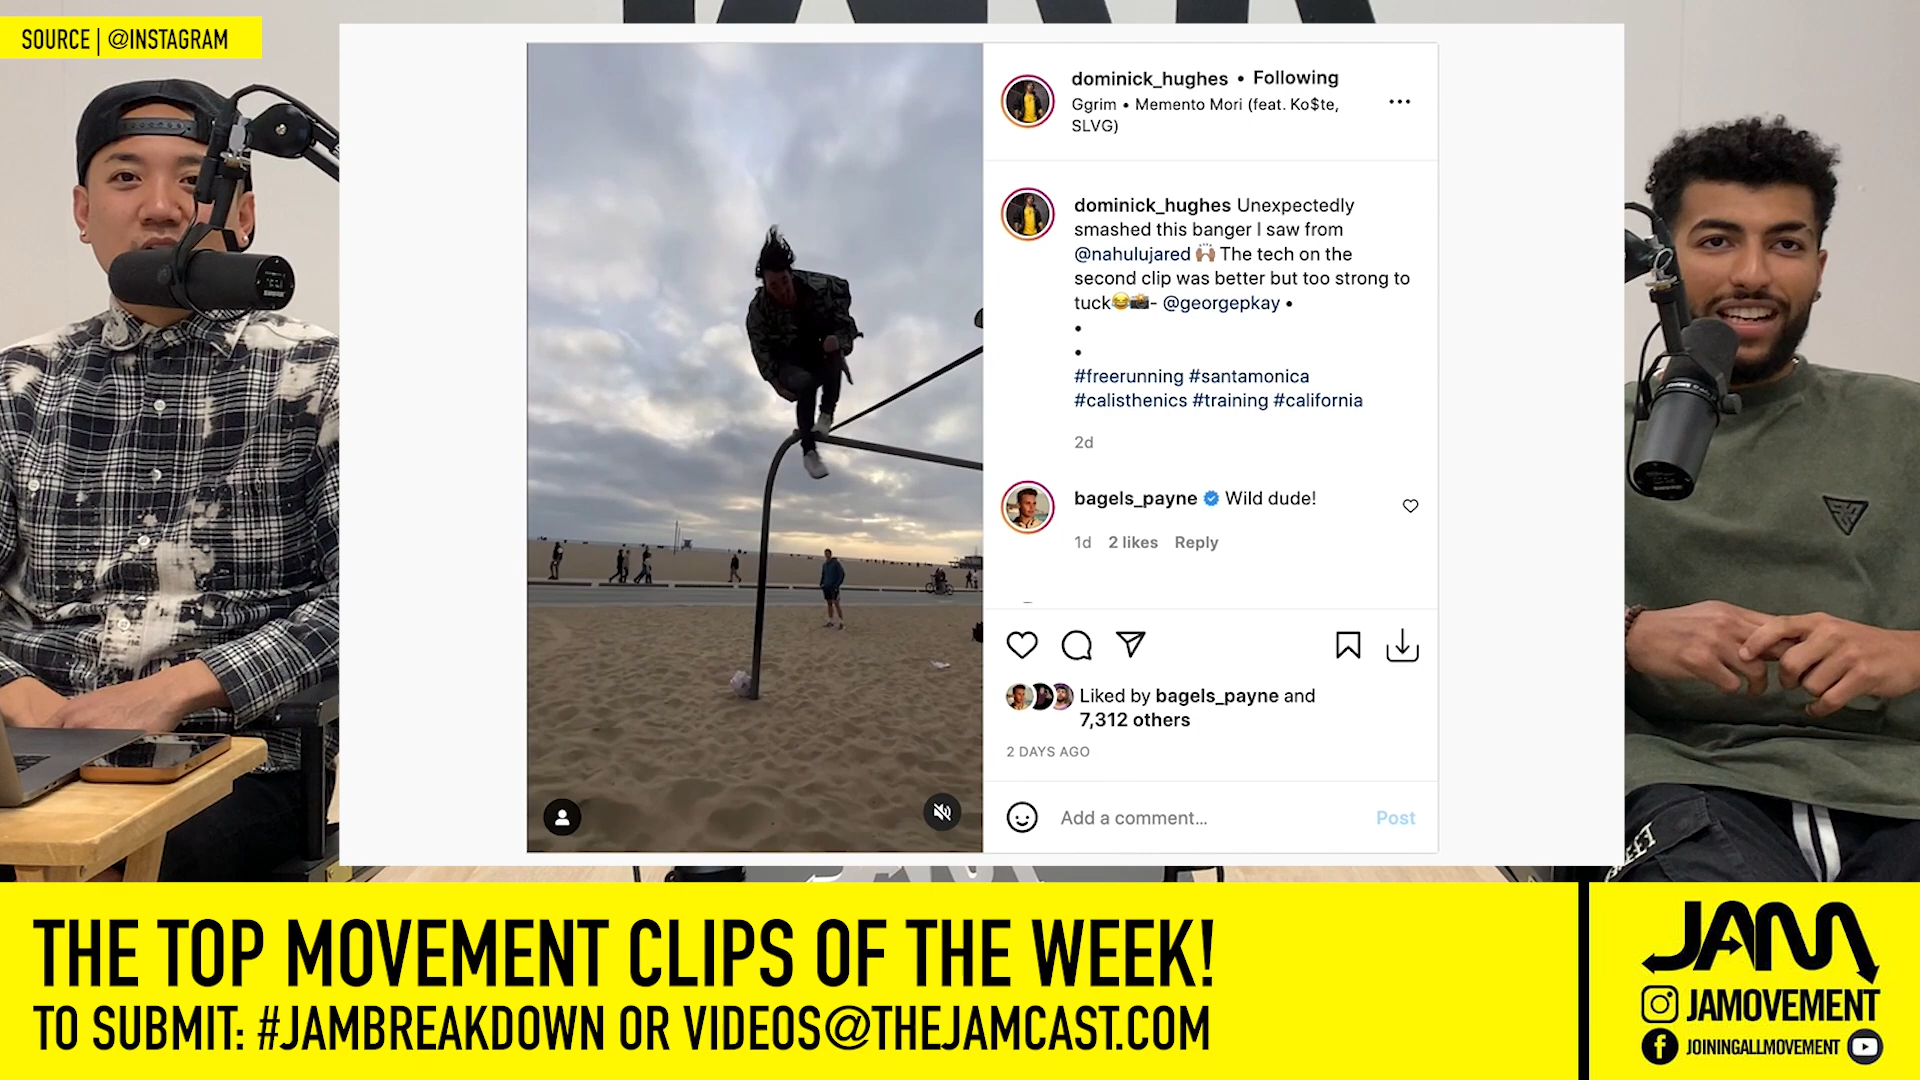 SOURCE | @INSTAGRAM
dominick_hughes • Following
Ggrim • Memento Mori (feat. Ko$te,
SLVG)
dominick_hughes Unexpectedly
smashed this banger I saw from
@nahulujared 🙌🏽 The tech on the
second clip was better but too strong to
tuck😂📸- @georgepkay •
•
•
#freerunning #santamonica
#calisthenics #training #california
2d
bagels_payne Wild dude!
1d 2 likes Reply
Liked by bagels_payne and
7,312 others
2 DAYS AGO
Add a comment...
Post
THE TOP MOVEMENT CLIPS OF THE WEEK!
TO SUBMIT: #JAMBREAKDOWN OR VIDEOS@THEJAMCAST.COM
JAM
JAMOVEMENT
JOININGALLMOVEMENT